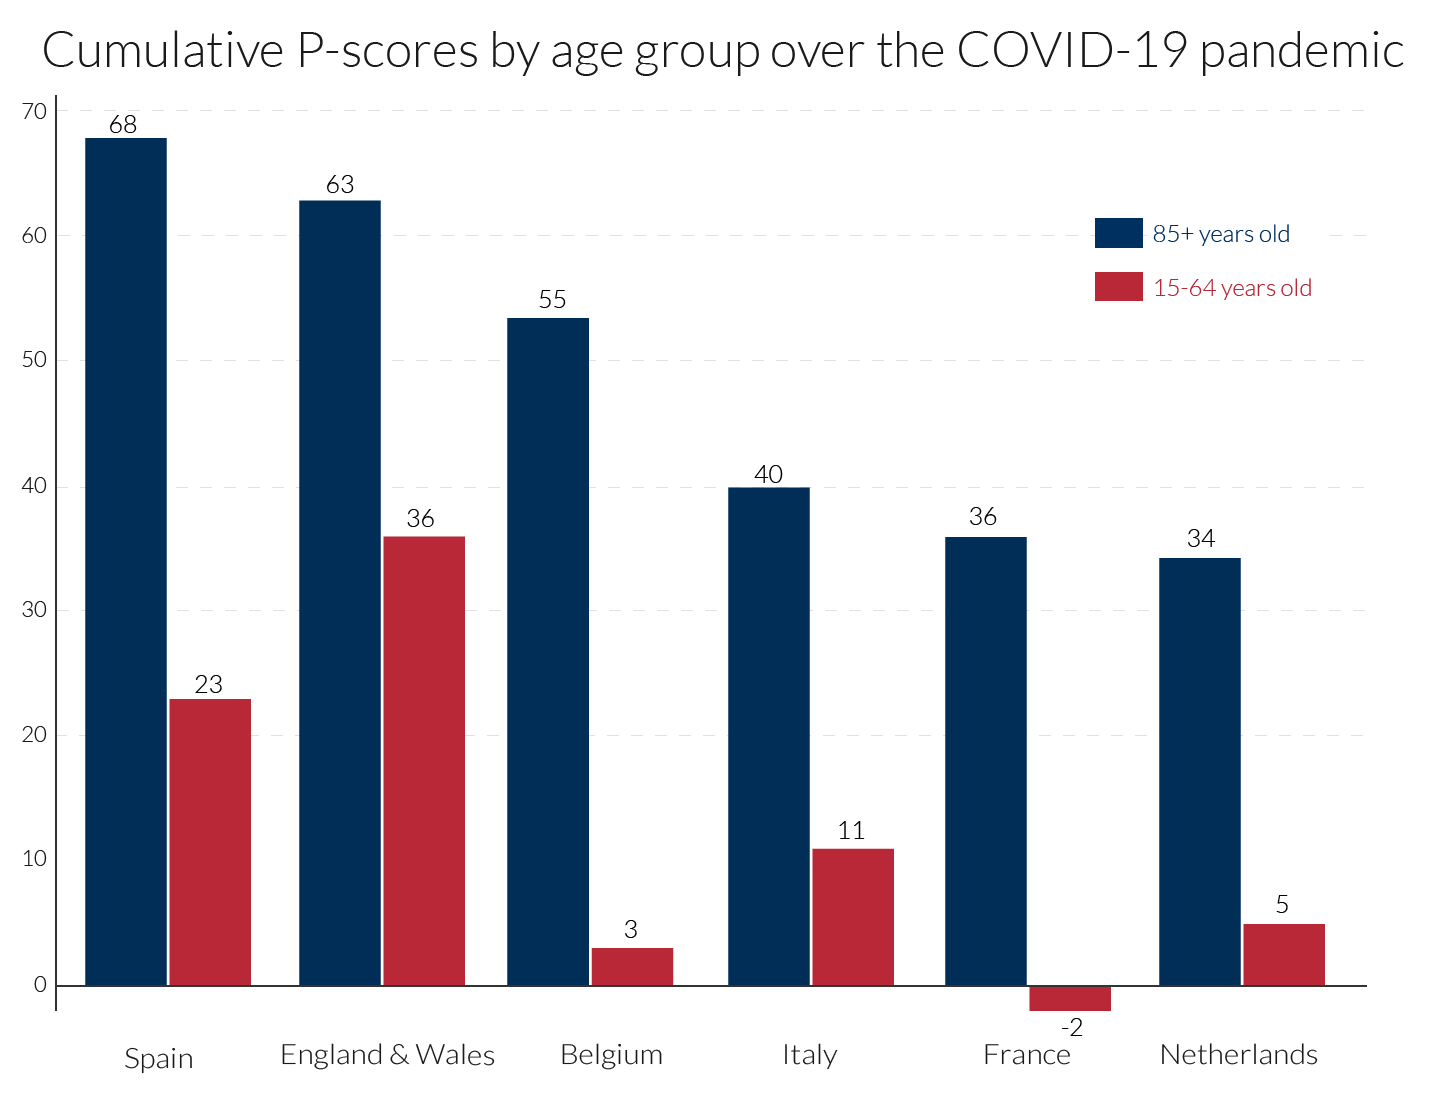 Cumulative P-scores by age group over the COVID-19 pandemic
70
60
50
40
30
20
10
0
68
23
63
36
55
3
40
11
36
-2
34
5
85+ years old
15-64 years old
Spain
England & Wales
Belgium
Italy
France
Netherlands